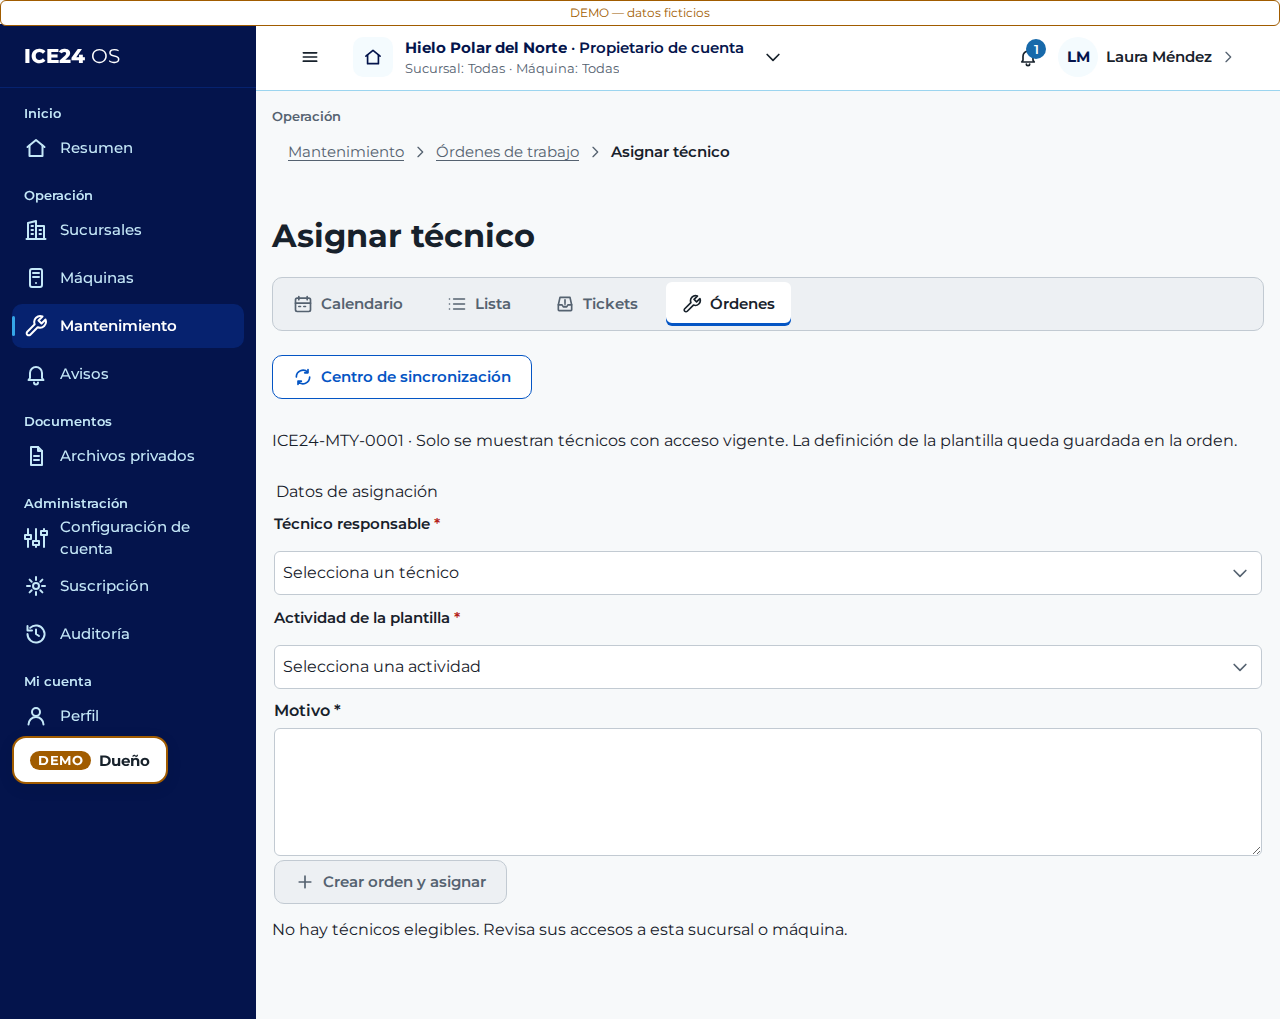 DEMO — datos ficticios
ICE24 OS
Hielo Polar del Norte · Propietario de cuenta
Sucursal: Todas · Máquina: Todas
1
LM
Laura Méndez
Inicio
Resumen
Operación
Sucursales
Máquinas
Mantenimiento
Avisos
Documentos
Archivos privados
Administración
Configuración de
cuenta
Suscripción
Auditoría
Mi cuenta
Perfil
DEMO Dueño
Operación
Mantenimiento > Órdenes de trabajo > Asignar técnico
Asignar técnico
Calendario Lista Tickets Órdenes
Centro de sincronización
ICE24-MTY-0001 · Solo se muestran técnicos con acceso vigente. La definición de la plantilla queda guardada en la orden.
Datos de asignación
Técnico responsable *
Selecciona un técnico
Actividad de la plantilla *
Selecciona una actividad
Motivo *
Crear orden y asignar
No hay técnicos elegibles. Revisa sus accesos a esta sucursal o máquina.